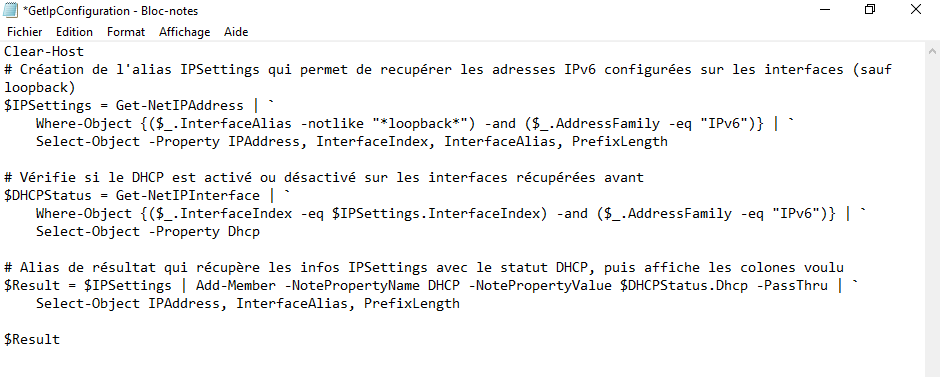 *GetIpConfiguration - Bloc-notes
Fichier Edition Format Affichage Aide
Clear-Host
# Création de l'alias IPSettings qui permet de recupérer les adresses IPv6 configurées sur les interfaces (sauf
loopback)
$IPSettings = Get-NetIPAddress | `
    Where-Object {($_.InterfaceAlias -notlike "*loopback*") -and ($_.AddressFamily -eq "IPv6")} | `
    Select-Object -Property IPAddress, InterfaceIndex, InterfaceAlias, PrefixLength

# Vérifie si le DHCP est activé ou désactivé sur les interfaces récupérées avant
$DHCPStatus = Get-NetIPInterface | `
    Where-Object {($_.InterfaceIndex -eq $IPSettings.InterfaceIndex) -and ($_.AddressFamily -eq "IPv6")} | `
    Select-Object -Property Dhcp

# Alias de résultat qui récupère les infos IPSettings avec le statut DHCP, puis affiche les colones voulu
$Result = $IPSettings | Add-Member -NotePropertyName DHCP -NotePropertyValue $DHCPStatus.Dhcp -PassThru | `
    Select-Object IPAddress, InterfaceAlias, PrefixLength

$Result